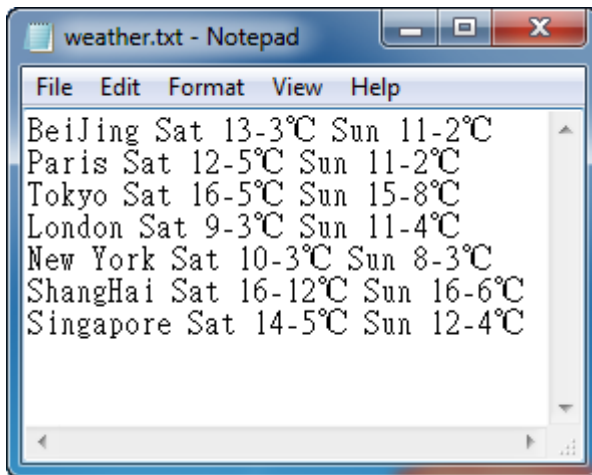 weather.txt - Notepad
File Edit Format View Help
BeiJing Sat 13-3℃ Sun 11-2℃
Paris Sat 12-5℃ Sun 11-2℃
Tokyo Sat 16-5℃ Sun 15-8℃
London Sat 9-3℃ Sun 11-4℃
New York Sat 10-3℃ Sun 8-3℃
ShangHai Sat 16-12℃ Sun 16-6℃
Singapore Sat 14-5℃ Sun 12-4℃